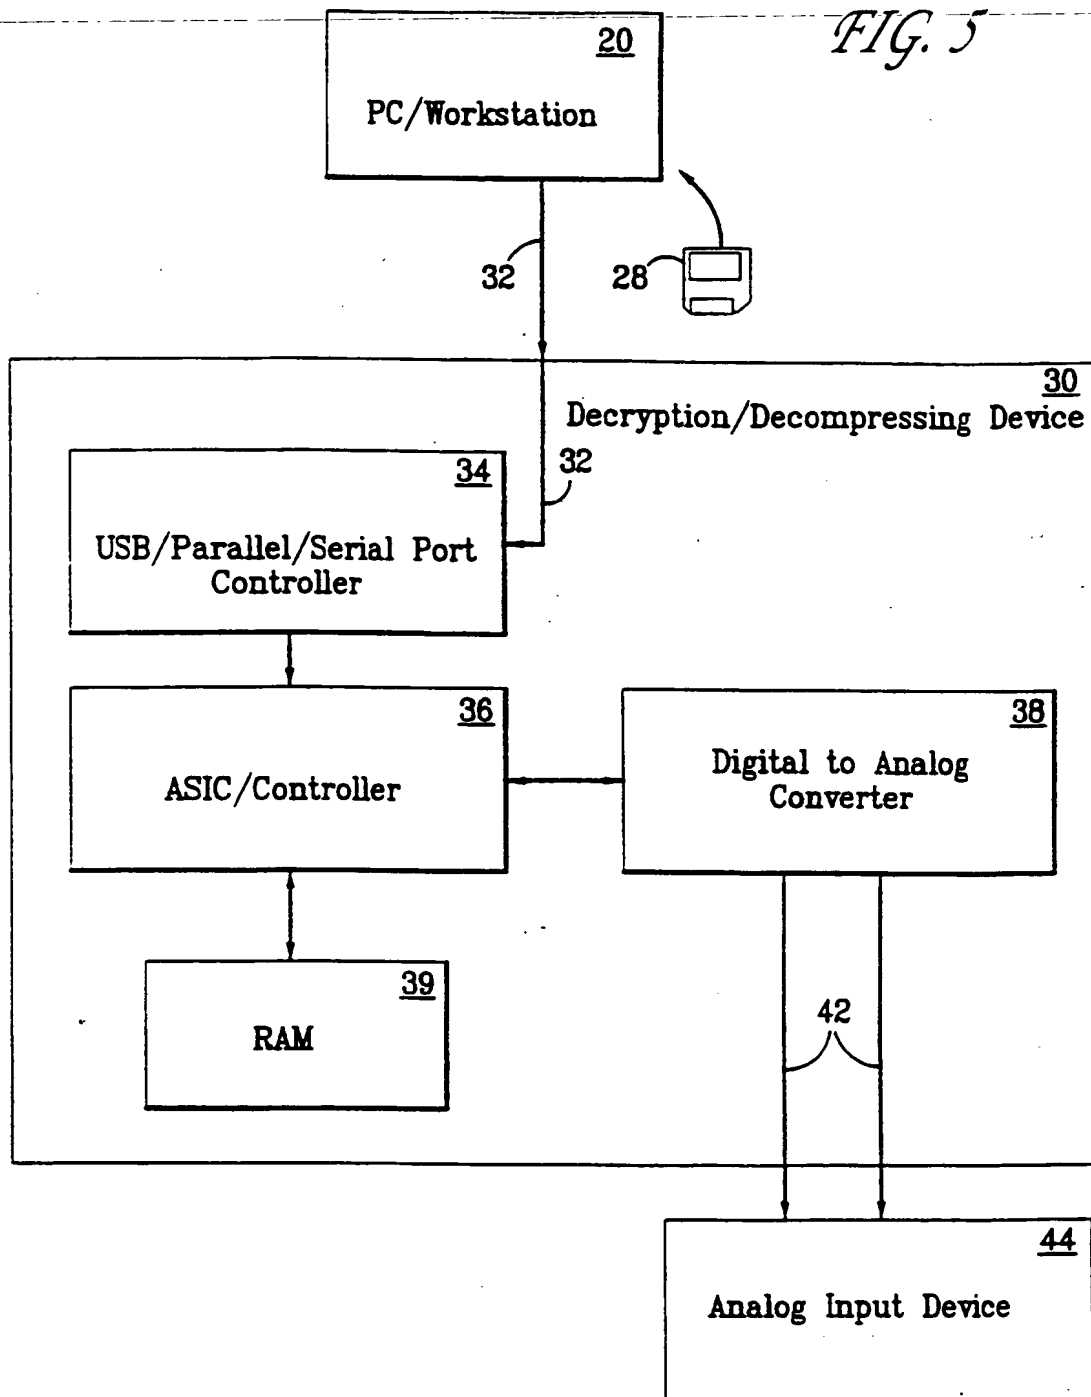 FIG. 5
20
PC/Workstation
32
28
30
Decryption/Decompressing Device
32
34
USB/Parallel/Serial Port
Controller
36
ASIC/Controller
38
Digital to Analog
Converter
39
RAM
42
44
Analog Input Device